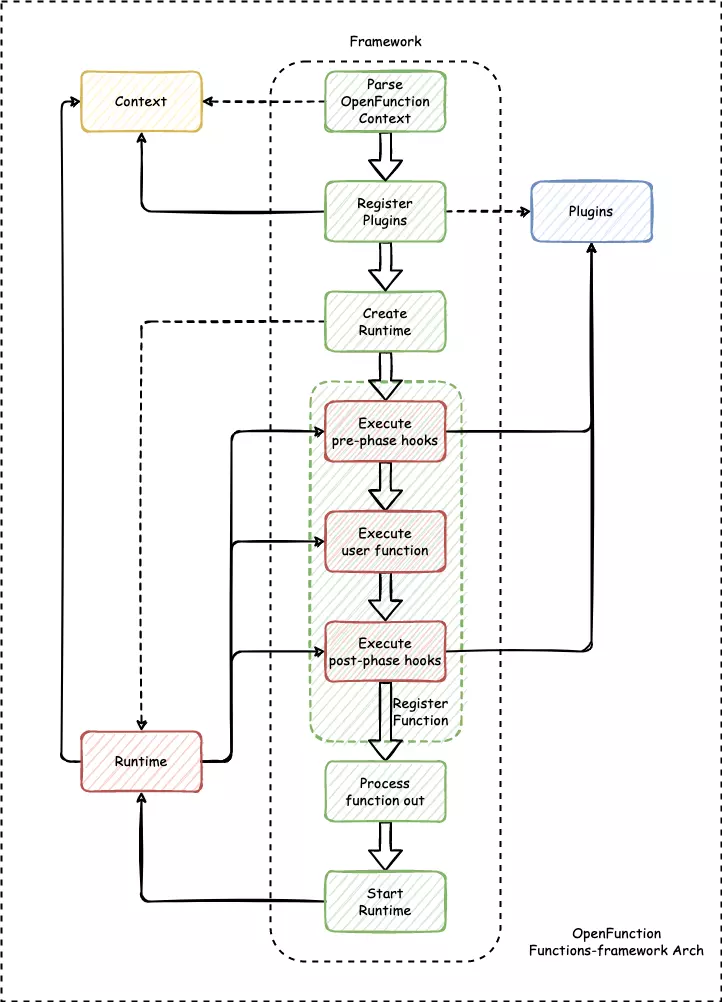 Framework
Context
Parse
OpenFunction
Context
Register
Plugins
Plugins
Create
Runtime
Execute
pre-phase hooks
Execute
user function
Execute
post-phase hooks
Register
Function
Runtime
Process
function out
Start
Runtime
OpenFunction
Functions-framework Arch